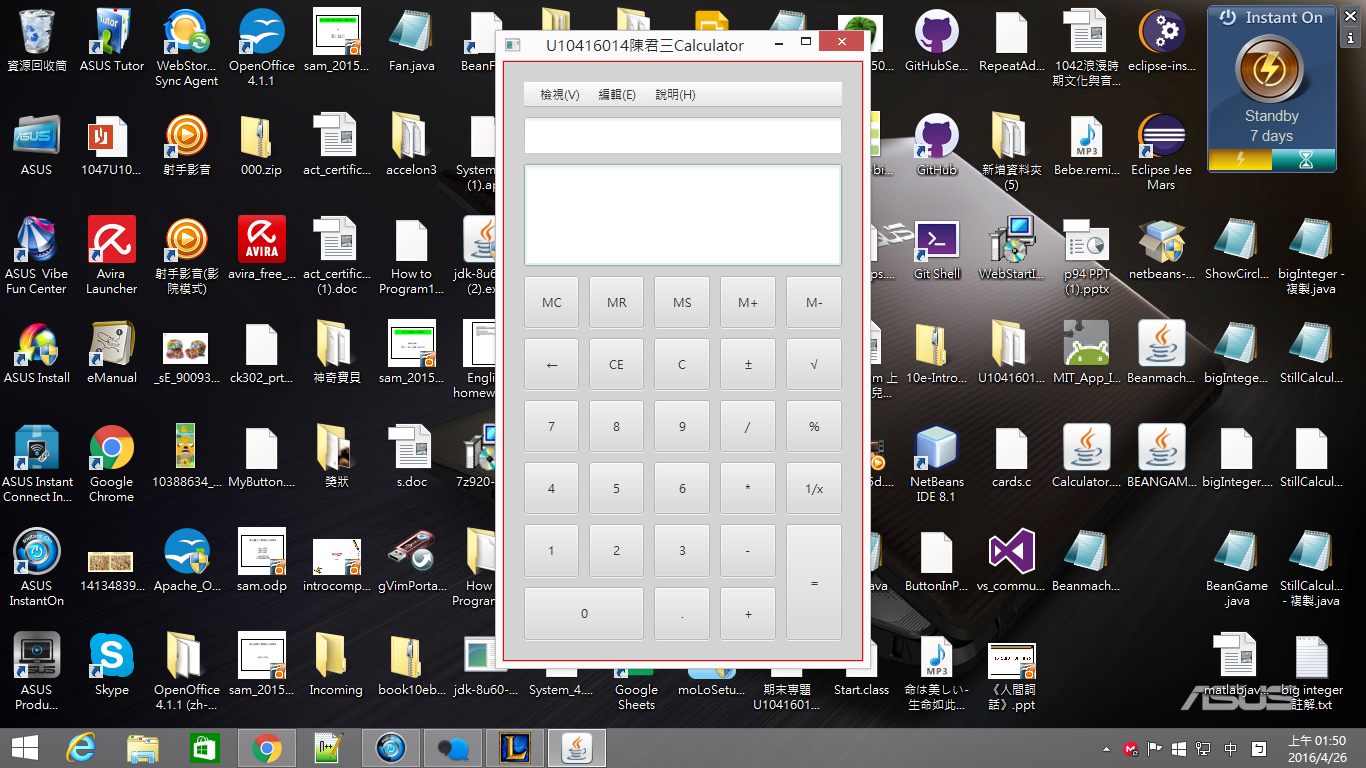 資源回收筒
ASUS Tutor
WebStor...
Sync Agent
OpenOffice
4.1.1
sam_2015...
Fan.java
GitHubSe...
RepeatAd...
1042浪漫時
期文化與音...
eclipse-ins...
Instant On
Standby
7 days
U10416014陳君三Calculator
檢視(V) 編輯(E) 說明(H)
MC MR MS M+ M-
← CE C ± √
7 8 9 / %
4 5 6 * 1/x
1 2 3 - =
0 . +
ASUS
1047U10...
射手影音
000.zip
act_certific...
accelon3
System
(1).ap
GitHub
新增資料夾
(5)
Bebe.remi...
Eclipse Jee
Mars
ASUS Vibe
Fun Center
Avira
Launcher
射手影音(影
院模式)
avira_free_...
act_certific...
(1).doc
How to
Program1...
jdk-8u6
(2).ex
Git Shell
WebStartI...
p94 PPT
(1).pptx
netbeans-...
ShowCircl...
bigInteger -
複製.java
ASUS Install
eManual
_sE_90093...
ck302_prt...
神奇寶貝
sam_2015...
Engli
homew
10e-Intro...
U1041601...
MIT_App_I...
Beanmach...
bigIntege...
StillCalcul...
ASUS Instant
Connect In...
Google
Chrome
10388634_...
MyButton....
獎狀
s.doc
7z920-
NetBeans
IDE 8.1
cards.c
Calculator....
BEANGAM...
bigInteger....
StillCalcul...
ASUS
InstantOn
14134839...
Apache_O...
sam.odp
introcomp...
gVimPorta...
How
Program
ButtonInP...
vs_commu...
Beanmach...
BeanGame
.java
StillCalcul...
- 複製.java
ASUS
Produ...
Skype
OpenOffice
4.1.1 (zh-...
sam_2015...
Incoming
book10eb...
jdk-8u60-...
System_4....
Google
Sheets
moLoSetu...
期末專題
U1041601...
Start.class
命は美しい-
生命如此...
《人間詞
話》.ppt
matlabjav...
big integer
註解.txt
ASUS
中
上午 01:50
2016/4/26